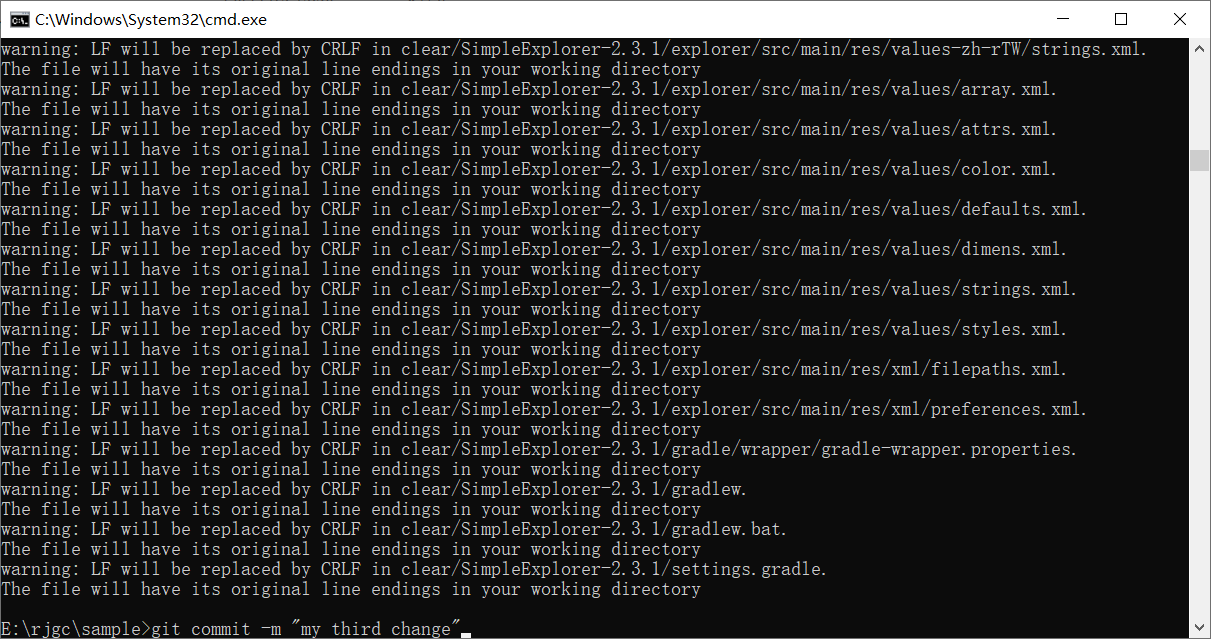 C:\Windows\System32\cmd.exe
warning: LF will be replaced by CRLF in clear/SimpleExplorer-2.3.1/explorer/src/main/res/values-zh-rTW/strings.xml.
The file will have its original line endings in your working directory
warning: LF will be replaced by CRLF in clear/SimpleExplorer-2.3.1/explorer/src/main/res/values/array.xml.
The file will have its original line endings in your working directory
warning: LF will be replaced by CRLF in clear/SimpleExplorer-2.3.1/explorer/src/main/res/values/attrs.xml.
The file will have its original line endings in your working directory
warning: LF will be replaced by CRLF in clear/SimpleExplorer-2.3.1/explorer/src/main/res/values/color.xml.
The file will have its original line endings in your working directory
warning: LF will be replaced by CRLF in clear/SimpleExplorer-2.3.1/explorer/src/main/res/values/defaults.xml.
The file will have its original line endings in your working directory
warning: LF will be replaced by CRLF in clear/SimpleExplorer-2.3.1/explorer/src/main/res/values/dimens.xml.
The file will have its original line endings in your working directory
warning: LF will be replaced by CRLF in clear/SimpleExplorer-2.3.1/explorer/src/main/res/values/strings.xml.
The file will have its original line endings in your working directory
warning: LF will be replaced by CRLF in clear/SimpleExplorer-2.3.1/explorer/src/main/res/values/styles.xml.
The file will have its original line endings in your working directory
warning: LF will be replaced by CRLF in clear/SimpleExplorer-2.3.1/explorer/src/main/res/xml/filepaths.xml.
The file will have its original line endings in your working directory
warning: LF will be replaced by CRLF in clear/SimpleExplorer-2.3.1/explorer/src/main/res/xml/preferences.xml.
The file will have its original line endings in your working directory
warning: LF will be replaced by CRLF in clear/SimpleExplorer-2.3.1/gradle/wrapper/gradle-wrapper.properties.
The file will have its original line endings in your working directory
warning: LF will be replaced by CRLF in clear/SimpleExplorer-2.3.1/gradlew.
The file will have its original line endings in your working directory
warning: LF will be replaced by CRLF in clear/SimpleExplorer-2.3.1/gradlew.bat.
The file will have its original line endings in your working directory
warning: LF will be replaced by CRLF in clear/SimpleExplorer-2.3.1/settings.gradle.
The file will have its original line endings in your working directory
E:\rjgc\sample>git commit -m "my third change"